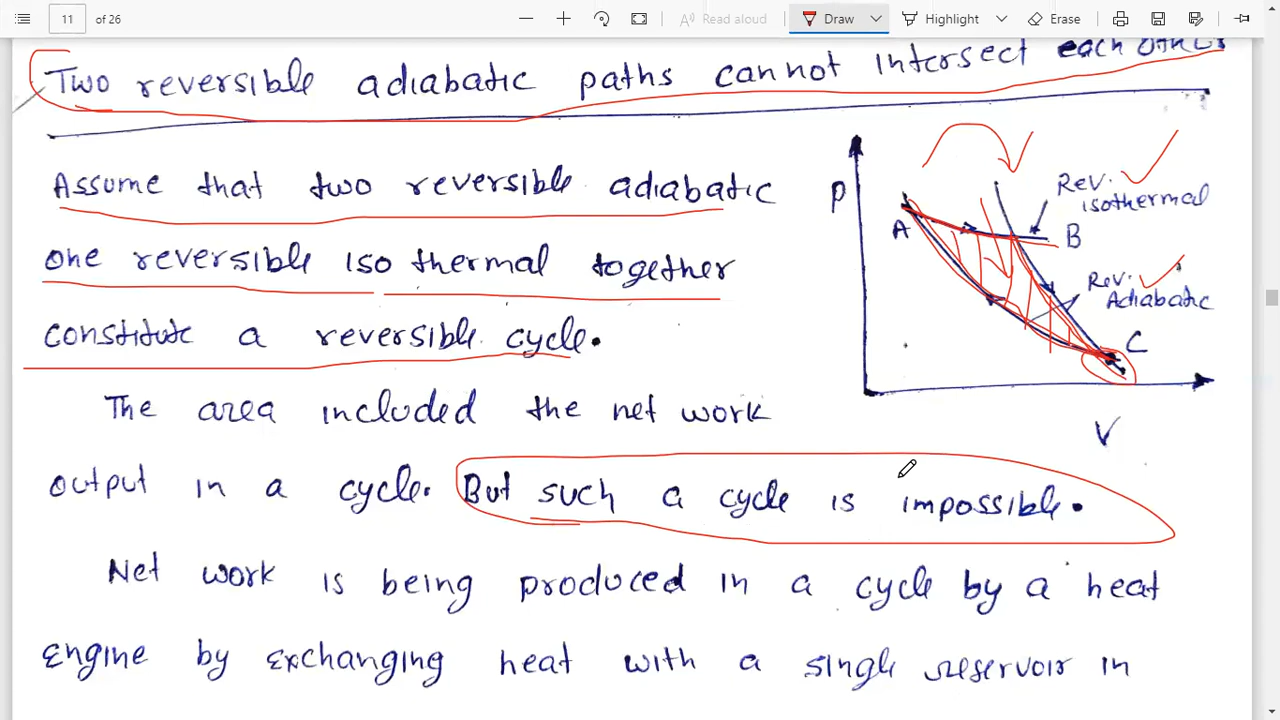 11 of 26
Read aloud
Draw
Highlight
Erase
Two reversible adiabatic paths cannot intersect each other
Assume that two reversible adiabatic
one reversible iso thermal together
constitute a reversible cycle.
P
A
Rev.
isothermal
B
Rev.
Adiabatic
C
V
The area included the net work
output in a cycle. But such a cycle is impossible.
Net work is being produced in a cycle by a heat
engine by exchanging heat with a single reservoir in